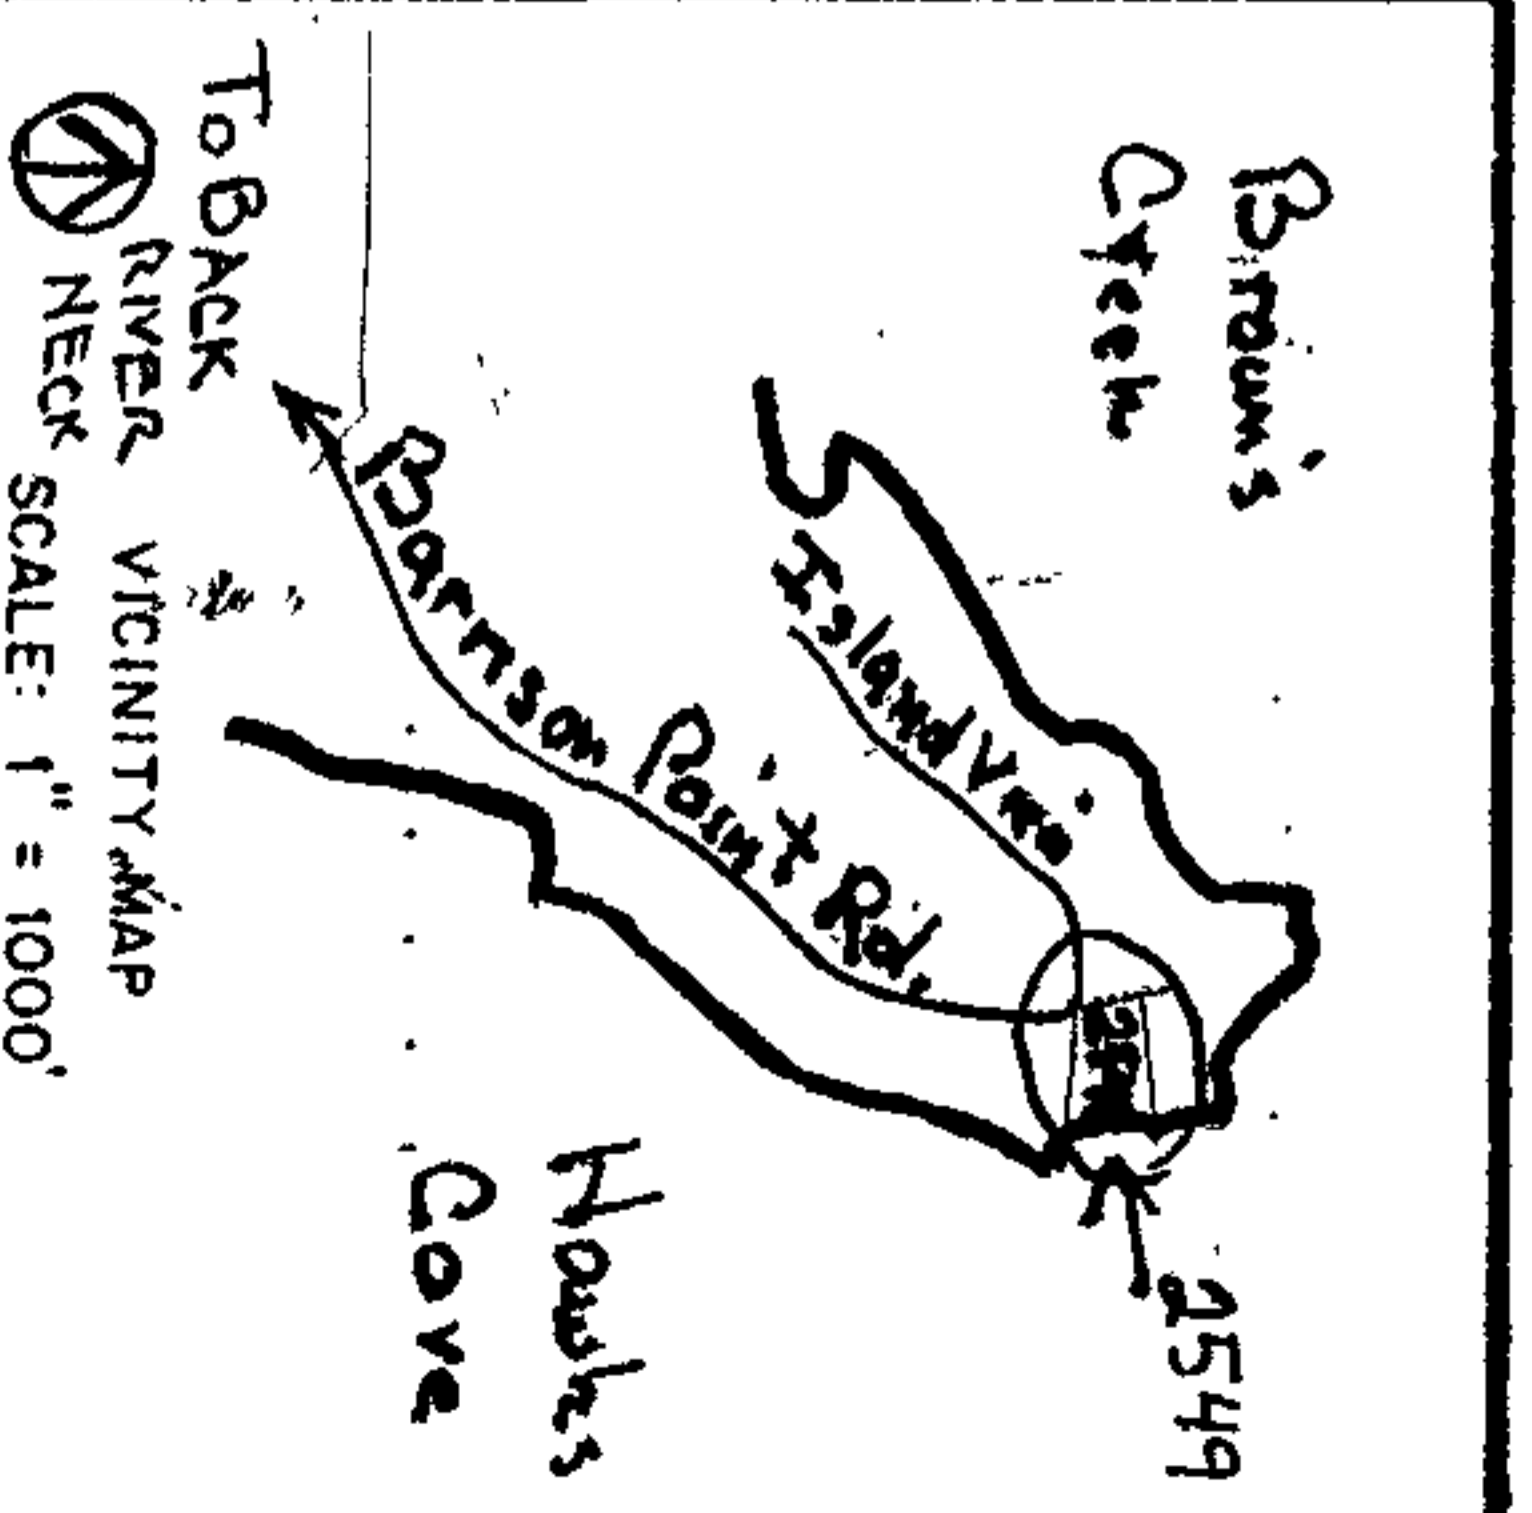 Brown's
Creek
Island View
Barrison Point Rd.
2549
Hawks
Cove
To BACK
RIVER
NECK
VICINITY MAP
SCALE: 1" = 1000'